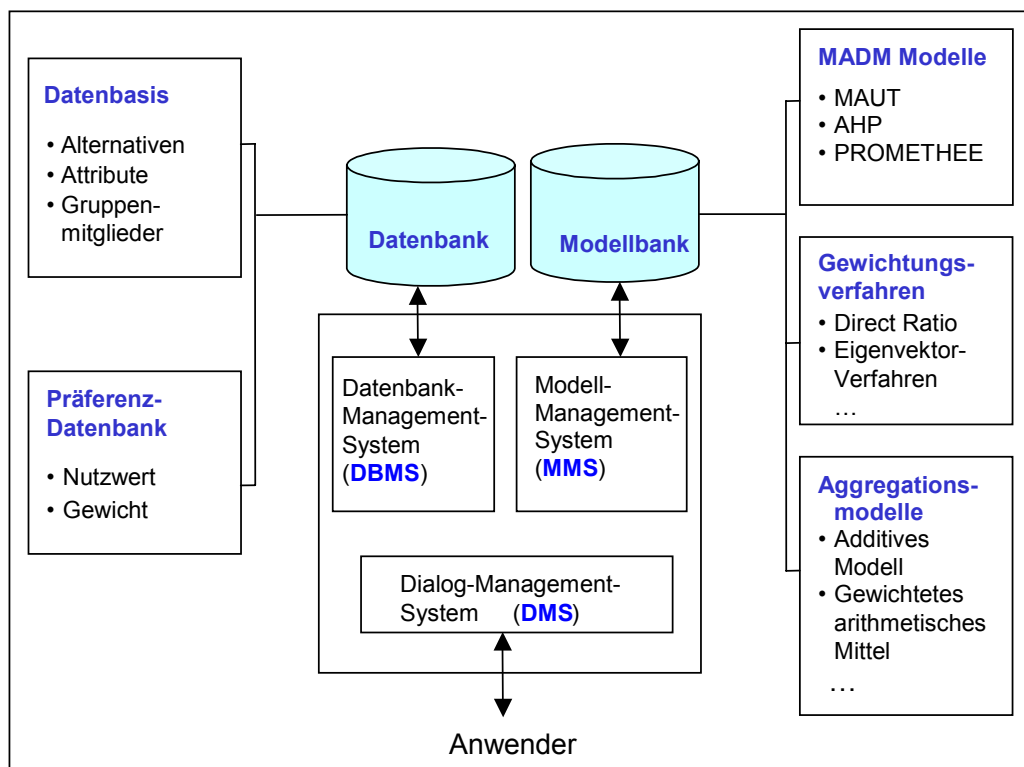 Datenbasis
• Alternativen
• Attribute
• Gruppen-
mitglieder
Präferenz-
Datenbank
• Nutzwert
• Gewicht
Datenbank
Modellbank
Datenbank-
Management-
System
(DBMS)
Modell-
Management-
System
(MMS)
Dialog-Management-
System (DMS)
Anwender
MADM Modelle
• MAUT
• AHP
• PROMETHEE
Gewichtungs-
verfahren
• Direct Ratio
• Eigenvektor-
Verfahren
…
Aggregations-
modelle
• Additives
Modell
• Gewichtetes
arithmetisches
Mittel
…